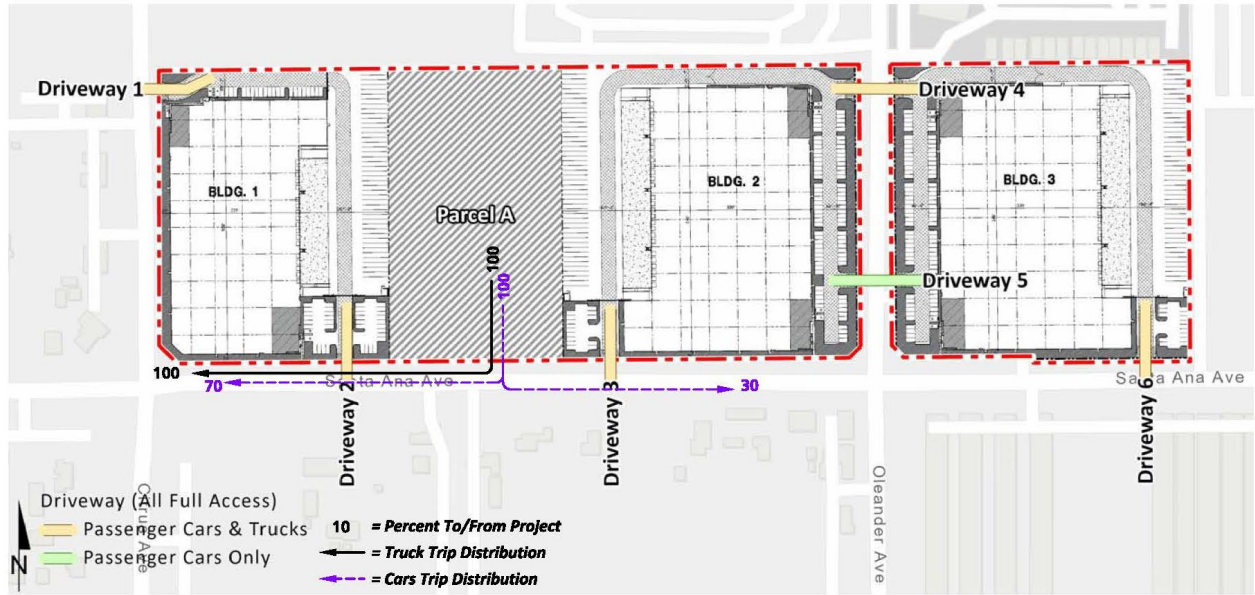 Driveway 1
Driveway 4
BLDG. 1
BLDG. 2
BLDG. 3
Parcel A
100
100
Driveway 5
100
70
Santa Ana Ave
30
Santa Ana Ave
Driveway 2
Driveway 3
Driveway 6
Citrus Ave
Oleander Ave
Driveway (All Full Access)
Passenger Cars & Trucks
Passenger Cars Only
10 = Percent To/From Project
= Truck Trip Distribution
= Cars Trip Distribution
N